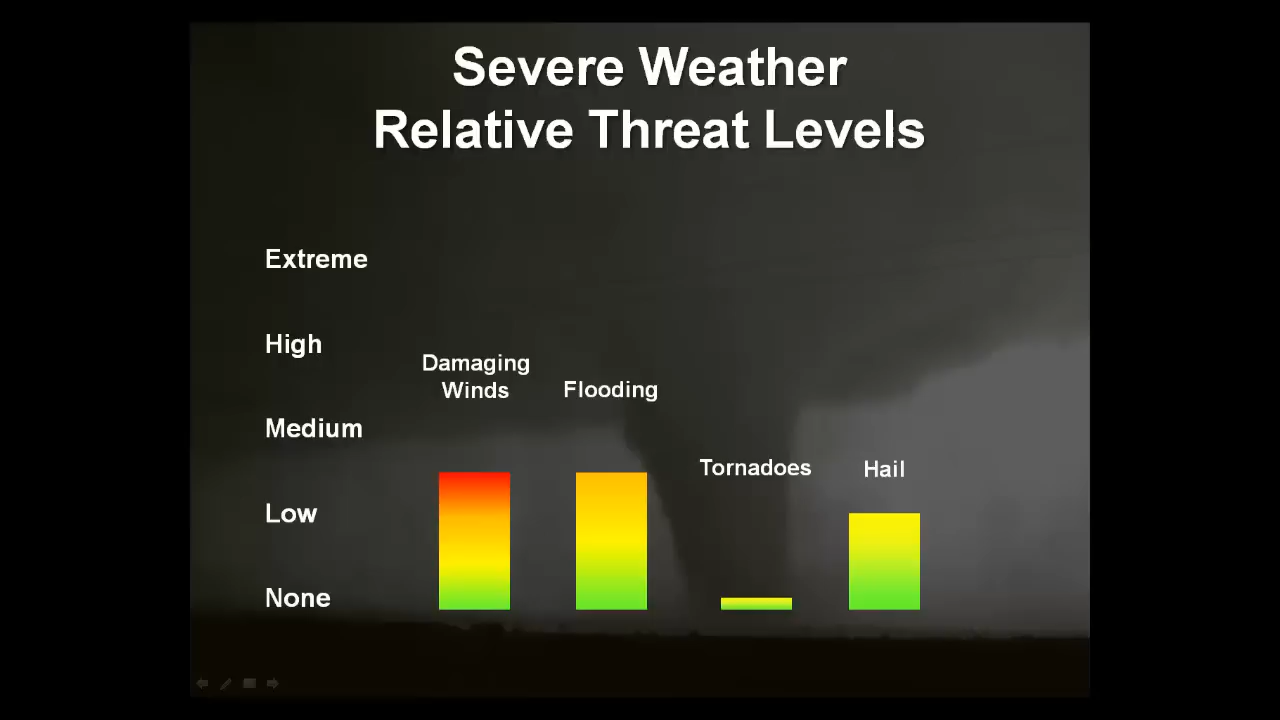 Severe Weather
Relative Threat Levels
Extreme
High
Damaging
Winds
Flooding
Medium
Tornadoes
Hail
Low
None